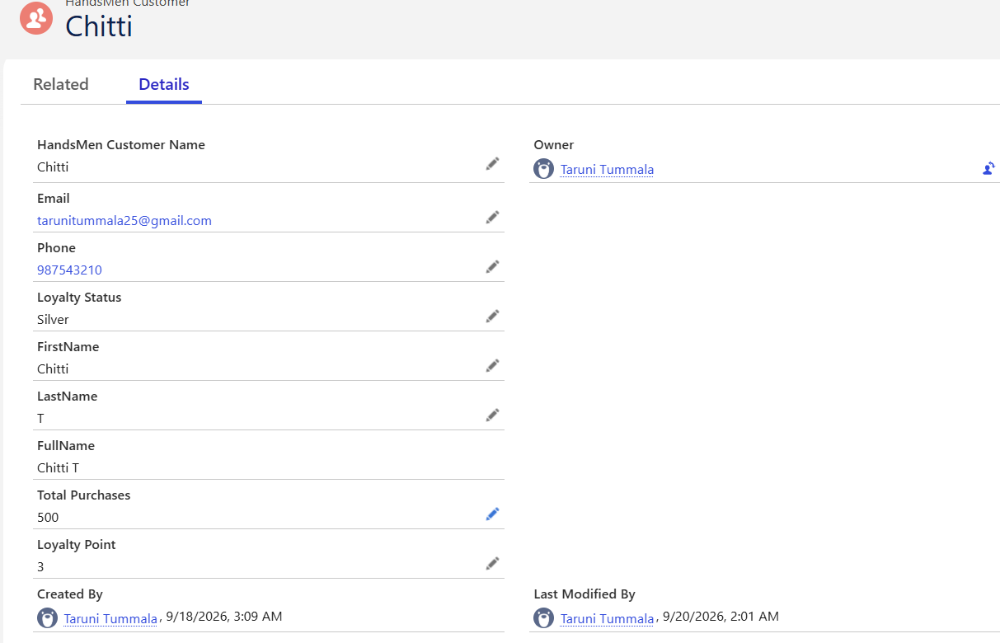 HandsMen Customer
Chitti
Related
Details
HandsMen Customer Name
Chitti
Owner
Taruni Tummala
Email
tarunitummala25@gmail.com
Phone
987543210
Loyalty Status
Silver
FirstName
Chitti
LastName
T
FullName
Chitti T
Total Purchases
500
Loyalty Point
3
Created By
Taruni Tummala, 9/18/2026, 3:09 AM
Last Modified By
Taruni Tummala, 9/20/2026, 2:01 AM